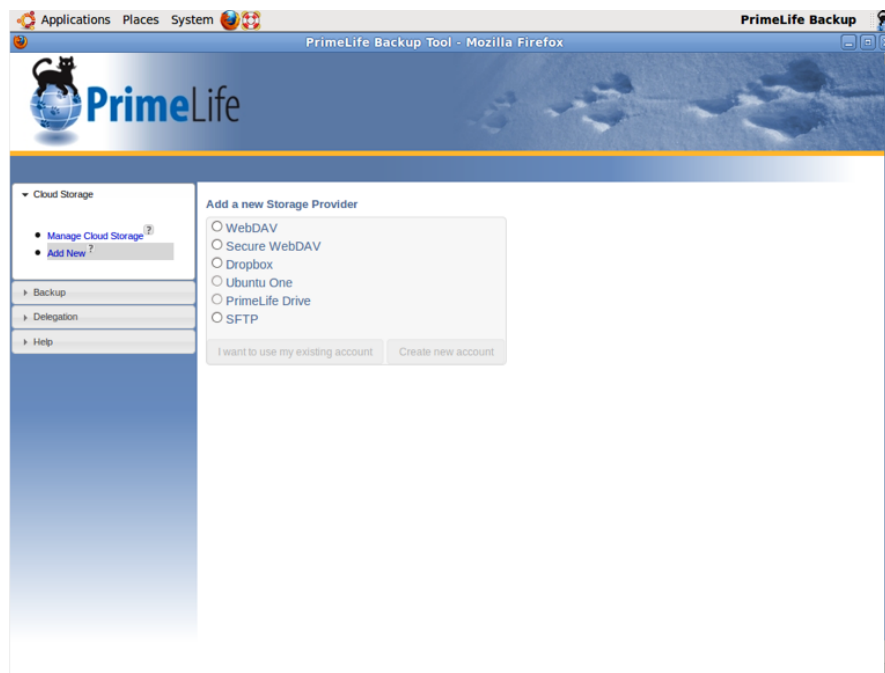 Applications Places System PrimeLife Backup
PrimeLife Backup Tool - Mozilla Firefox
PrimeLife
Cloud Storage
Manage Cloud Storage ?
Add New ?
Backup
Delegation
Help
Add a new Storage Provider
WebDAV
Secure WebDAV
Dropbox
Ubuntu One
PrimeLife Drive
SFTP
I want to use my existing account Create new account